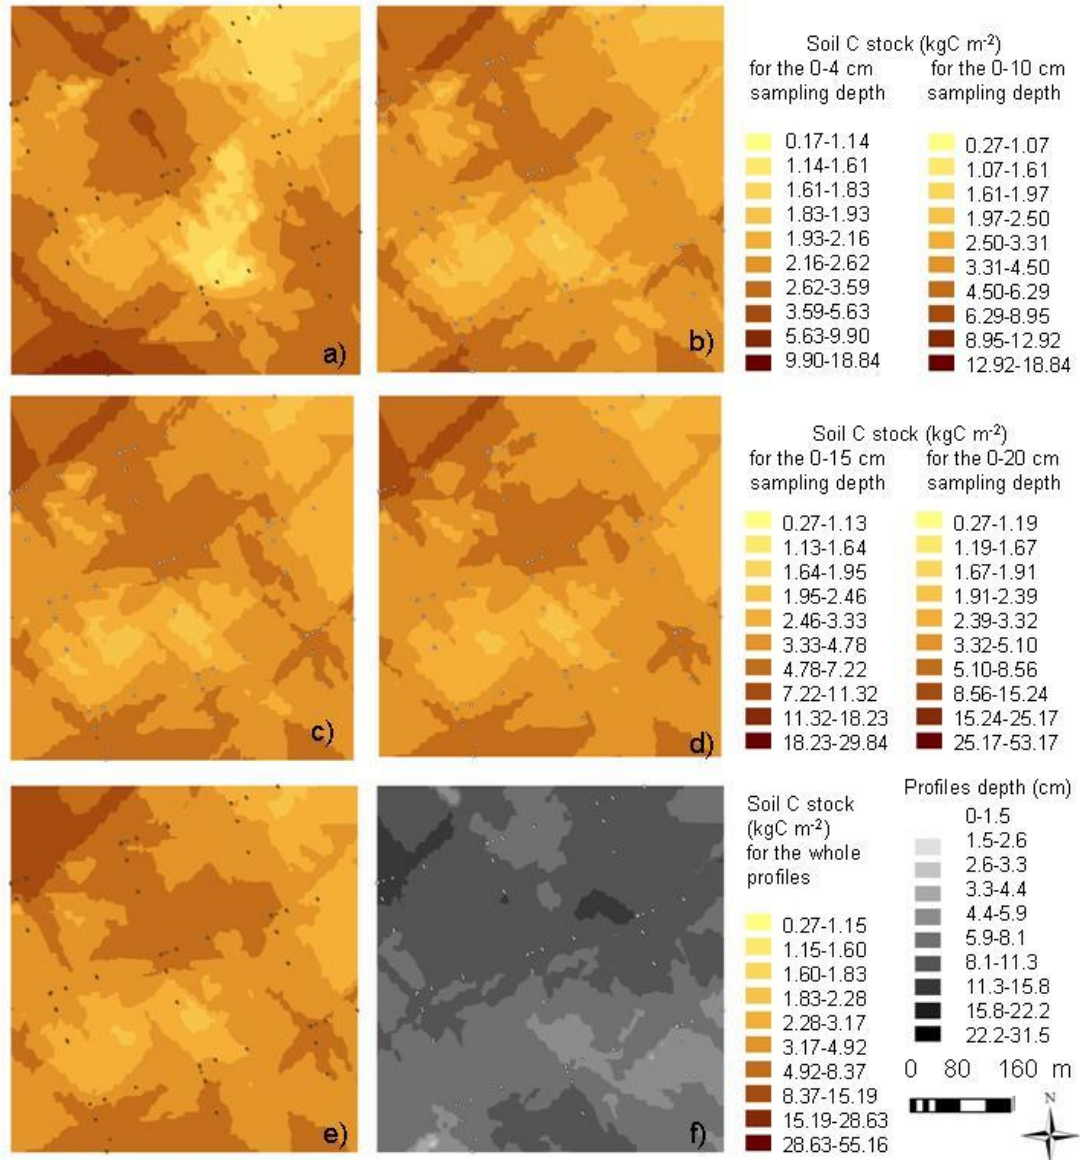 Soil C stock (kgC m-2)
for the 0-4 cm for the 0-10 cm
sampling depth sampling depth
0.17-1.14 0.27-1.07
1.14-1.61 1.07-1.61
1.61-1.83 1.61-1.97
1.83-1.93 1.97-2.50
1.93-2.16 2.50-3.31
2.16-2.62 3.31-4.50
2.62-3.59 4.50-6.29
3.59-5.63 6.29-8.95
5.63-9.90 8.95-12.92
9.90-18.84 12.92-18.84
a) b)
Soil C stock (kgC m-2)
for the 0-15 cm for the 0-20 cm
sampling depth sampling depth
0.27-1.13 0.27-1.19
1.13-1.64 1.19-1.67
1.64-1.95 1.67-1.91
1.95-2.46 1.91-2.39
2.46-3.33 2.39-3.32
3.33-4.78 3.32-5.10
4.78-7.22 5.10-8.56
7.22-11.32 8.56-15.24
11.32-18.23 15.24-25.17
18.23-29.84 25.17-53.17
c) d)
Soil C stock
(kgC m-2)
for the whole
profiles
0.27-1.15
1.15-1.60
1.60-1.83
1.83-2.28
2.28-3.17
3.17-4.92
4.92-8.37
8.37-15.19
15.19-28.63
28.63-55.16
Profiles depth (cm)
0-1.5
1.5-2.6
2.6-3.3
3.3-4.4
4.4-5.9
5.9-8.1
8.1-11.3
11.3-15.8
15.8-22.2
22.2-31.5
0 80 160 m
N
e) f)